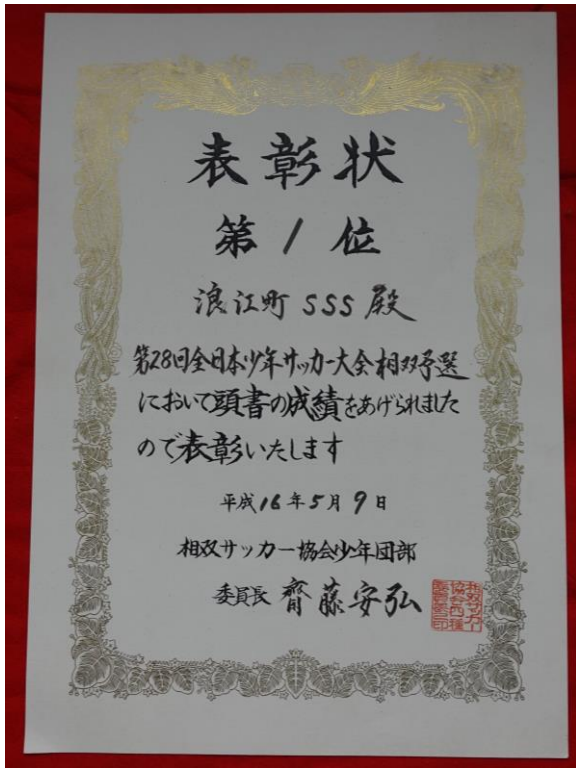 表彰状
第1位
浪江町 SSS 殿
第28回全日本少年サッカー大会相双予選
において頭書の成績をあげられました
ので表彰いたします
平成16年5月9日
相双サッカー協会少年団部
委員長 齊藤安弘